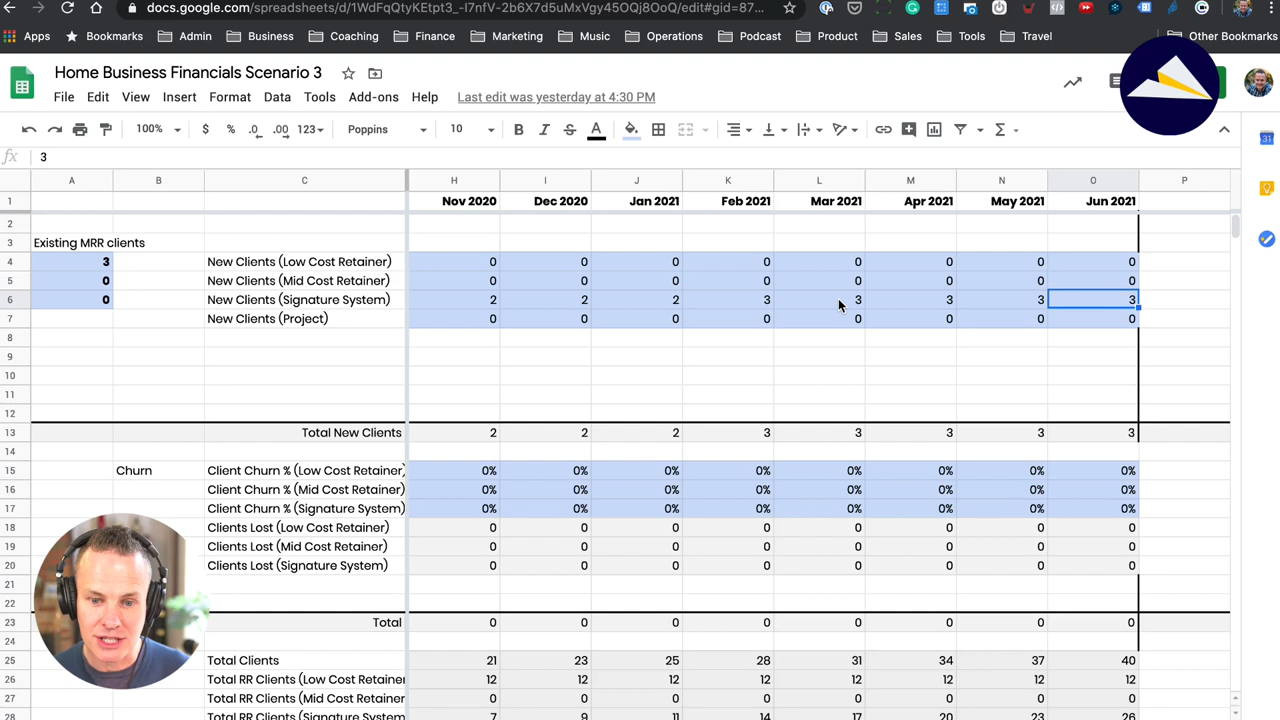 docs.google.com/spreadsheets/d/1WdFqQtyKEtpt3_-l7nfV-2b6X7d5uMxVgy45OQj8OoQ/edit#gid=87...
Apps Bookmarks Admin Business Coaching Finance Marketing Music Operations Podcast Product Sales Tools Travel Other Bookmarks
Home Business Financials Scenario 3
File Edit View Insert Format Data Tools Add-ons Help Last edit was yesterday at 4:30 PM
100% $ % .0 .00 123 Poppins 10 B I S A
fx 3
A B C H I J K L M N O P
1 Nov 2020 Dec 2020 Jan 2021 Feb 2021 Mar 2021 Apr 2021 May 2021 Jun 2021
2
3 Existing MRR clients
4 3 New Clients (Low Cost Retainer) 0 0 0 0 0 0 0 0
5 0 New Clients (Mid Cost Retainer) 0 0 0 0 0 0 0 0
6 0 New Clients (Signature System) 2 2 2 3 3 3 3 3
7 New Clients (Project) 0 0 0 0 0 0 0 0
8
9
10
11
12
13 Total New Clients 2 2 2 3 3 3 3 3
14
15 Churn Client Churn % (Low Cost Retainer) 0% 0% 0% 0% 0% 0% 0% 0%
16 Client Churn % (Mid Cost Retainer) 0% 0% 0% 0% 0% 0% 0% 0%
17 Client Churn % (Signature System) 0% 0% 0% 0% 0% 0% 0% 0%
18 Clients Lost (Low Cost Retainer) 0 0 0 0 0 0 0 0
19 Clients Lost (Mid Cost Retainer) 0 0 0 0 0 0 0 0
20 Clients Lost (Signature System) 0 0 0 0 0 0 0 0
21
22
23 Total 0 0 0 0 0 0 0 0
24
25 Total Clients 21 23 25 28 31 34 37 40
26 Total RR Clients (Low Cost Retainer 12 12 12 12 12 12 12 12
27 Total RR Clients (Mid Cost Retainer 0 0 0 0 0 0 0 0
28 Total RR Clients (Signature System 7 9 11 14 17 20 23 26
31